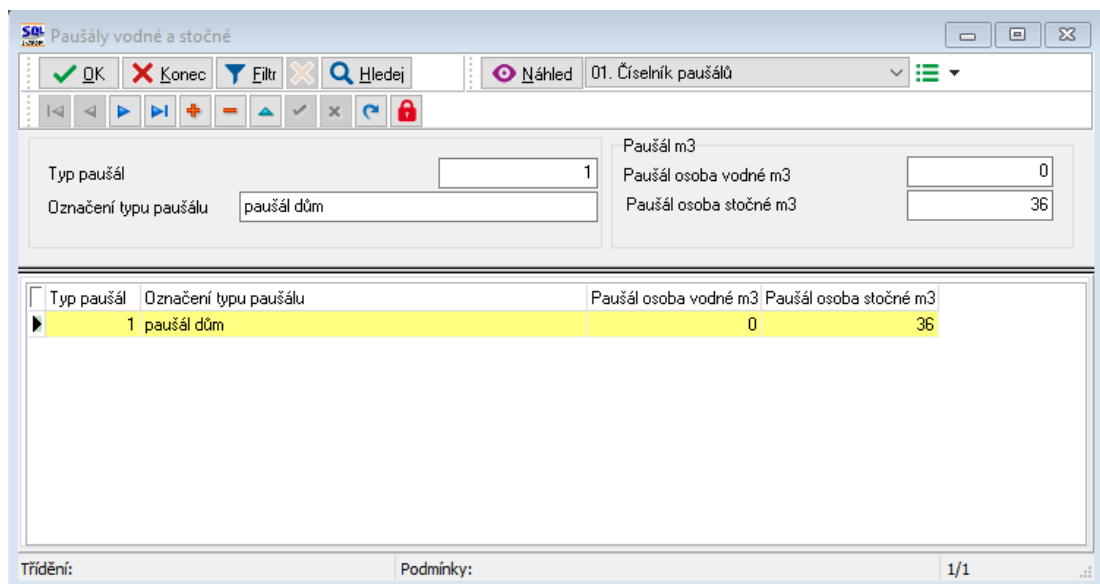 SQL Paušály vodné a stočné
OK Konec Filtr Hledej Náhled 01. Číselník paušálů
Paušál m3
Typ paušál 1 Paušál osoba vodné m3 0
Označení typu paušálu paušál dům Paušál osoba stočné m3 36
Typ paušál Označení typu paušálu Paušál osoba vodné m3 Paušál osoba stočné m3
1 paušál dům 0 36
Třídění: Podmínky: 1/1